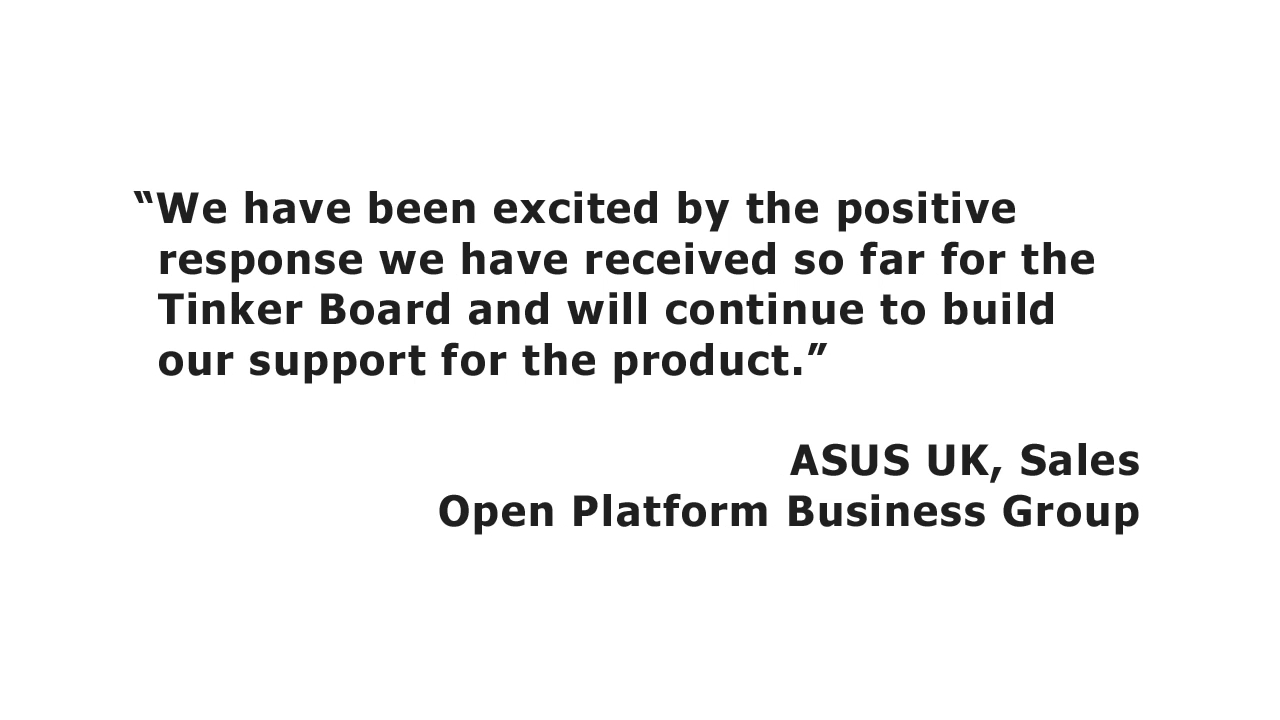 “We have been excited by the positive
response we have received so far for the
Tinker Board and will continue to build
our support for the product.”
ASUS UK, Sales
Open Platform Business Group